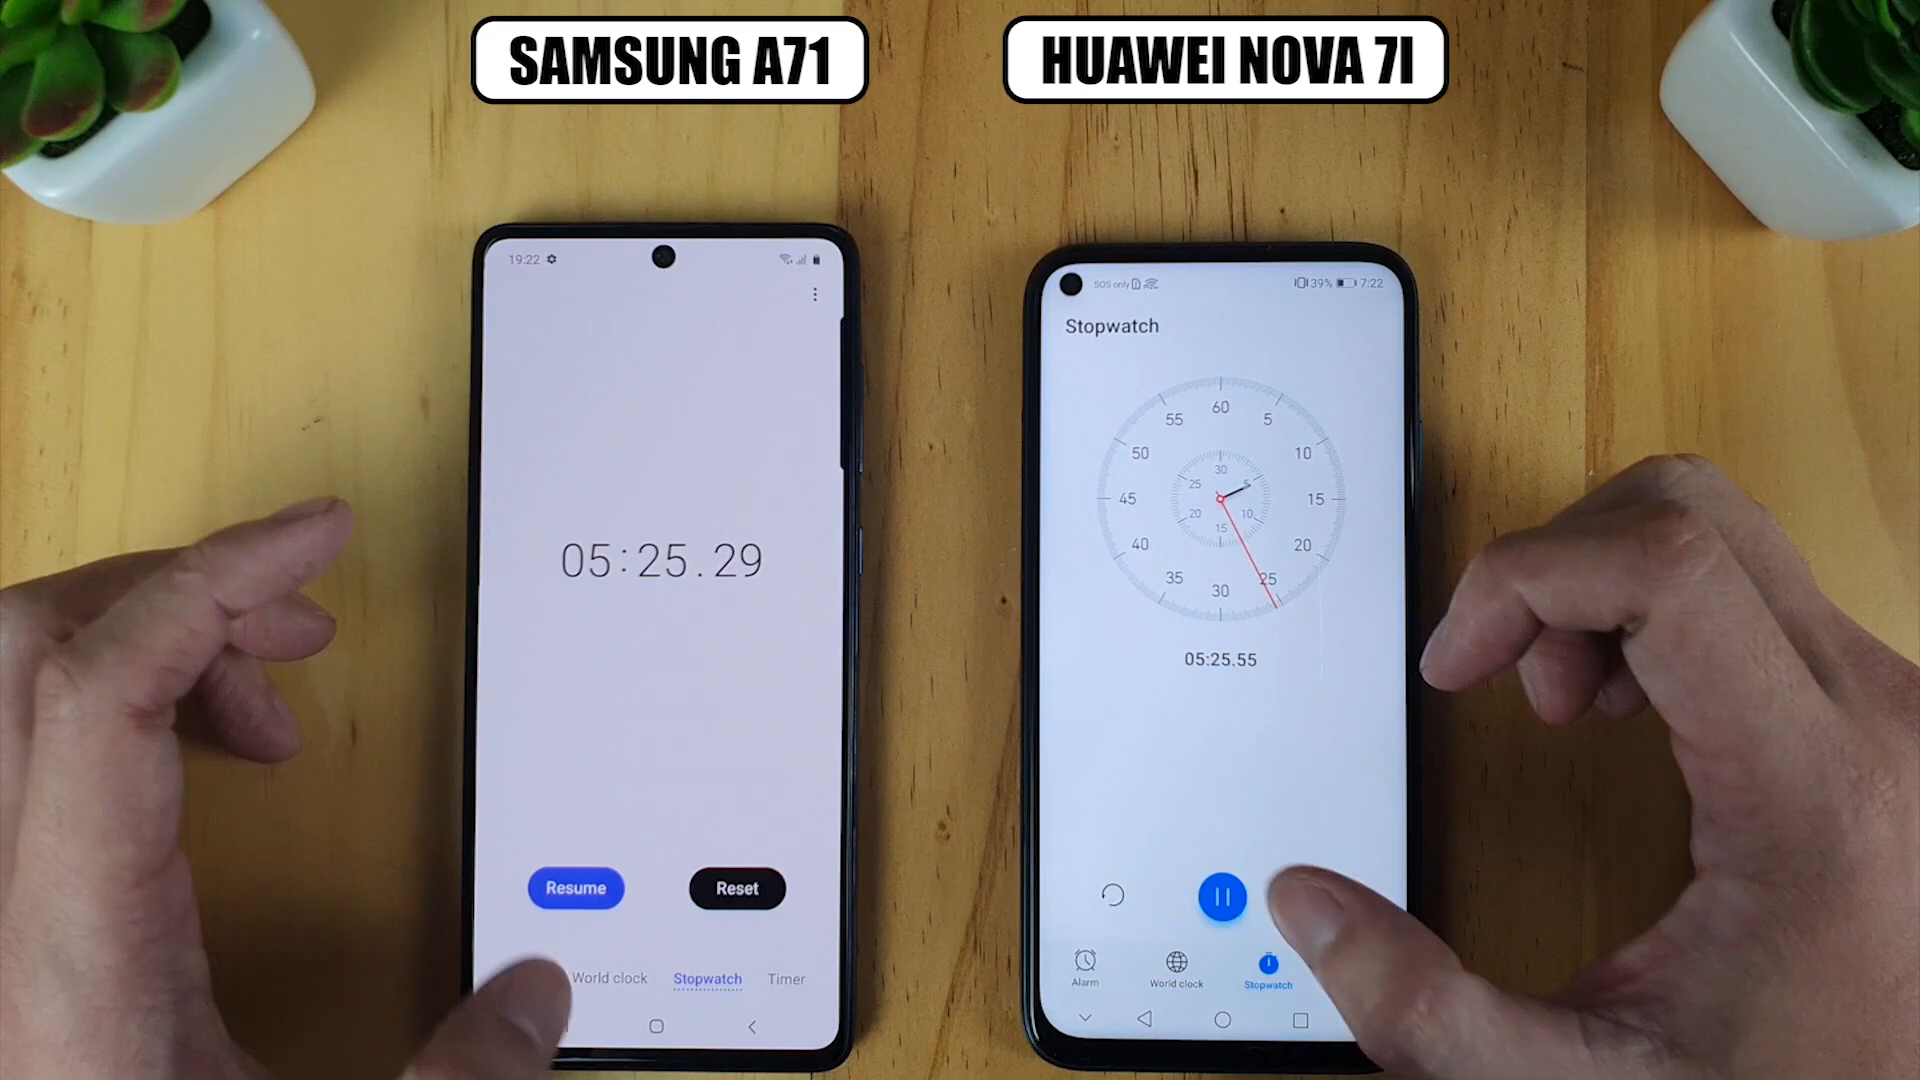 SAMSUNG A71
HUAWEI NOVA 7I
19:22
05:25.29
Resume
Reset
World clock
Stopwatch
Timer
SOS only
39%
7:22
Stopwatch
60
5
10
15
20
25
30
35
40
45
50
55
30
5
10
15
20
25
05:25.55
Alarm
World clock
Stopwatch